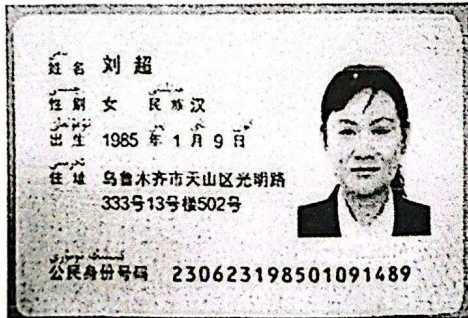 姓名 刘超
性别 女 民族 汉
出生 1985 年 1 月 9 日
住址 乌鲁木齐市天山区光明路
333号13号楼502号
公民身份号码 230623198501091489